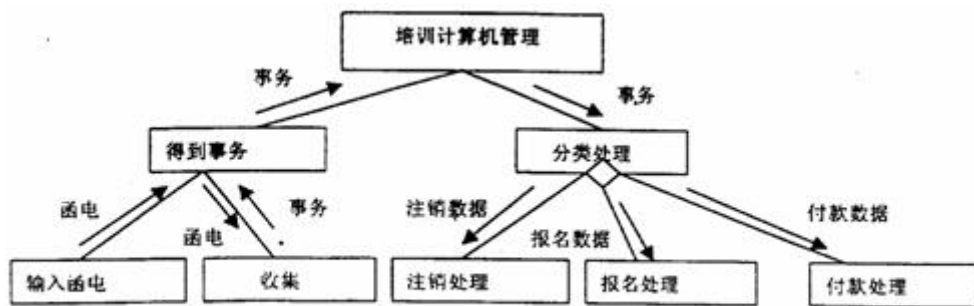 培训计算机管理
事务
事务
得到事务
分类处理
函电
函电
事务
注销数据
报名数据
付款数据
输入函电
收集
注销处理
报名处理
付款处理